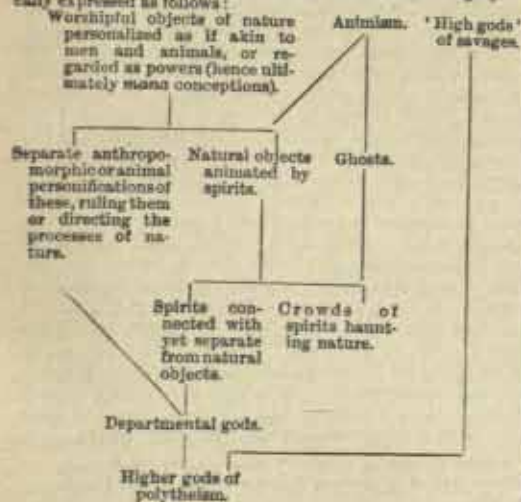 expressed as follows:
Worshipful objects of nature
personalized as if akin to
men and animals, or re-
garded as powers (hence ulti-
mately mana conceptions).
Animism.
'High gods'
of savages.
Separate anthropo-
morphic or animal
personifications of
these, ruling them
or directing the
processes of na-
ture.
Natural objects
animated by
spirits.
Ghosts.
Spirits con-
nected with
yet separate
from natural
objects.
Crowds of
spirits haunt-
ing nature.
Departmental gods.
Higher gods of
polytheism.